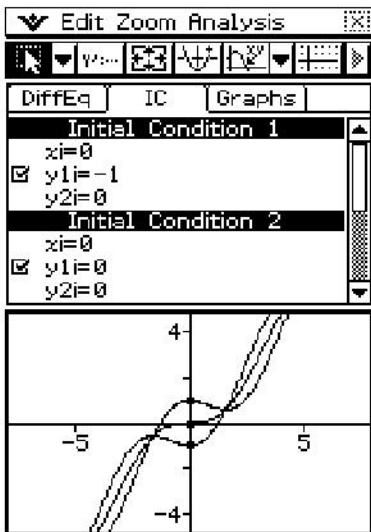 Edit Zoom Analysis
DiffEq IC Graphs
Initial Condition 1
xi=0
y1i=-1
y2i=0
Initial Condition 2
xi=0
y1i=0
y2i=0
4
-5 5
-4